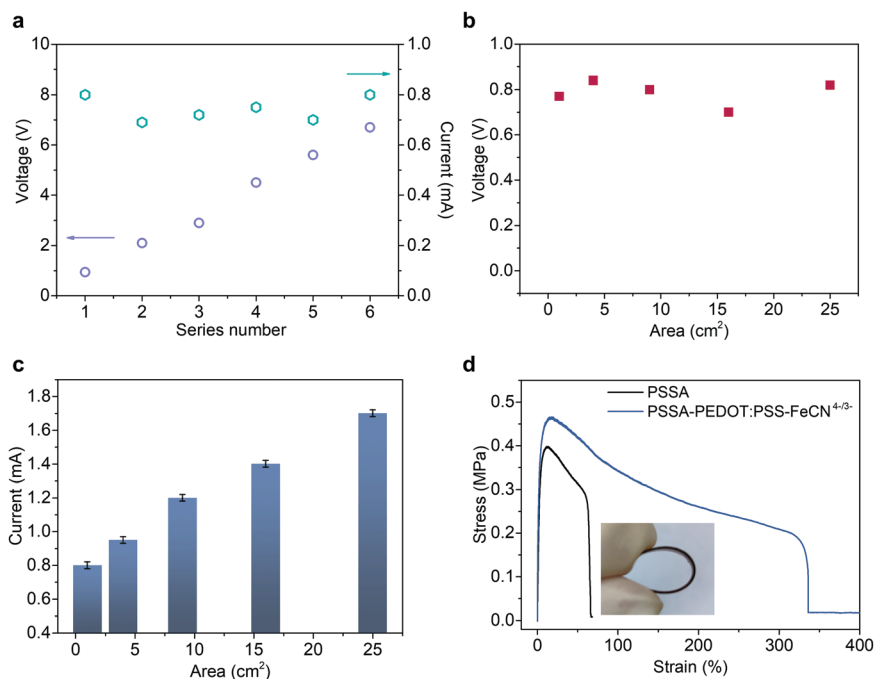 a
10
8
6
4
2
0
Voltage (V)
1 2 3 4 5 6
Series number
1.0
0.8
0.6
0.4
0.2
0.0
Current (mA)
b
1.0
0.8
0.6
0.4
0.2
0.0
Voltage (V)
0 5 10 15 20 25
Area (cm²)
c
1.8
1.6
1.4
1.2
1.0
0.8
0.6
0.4
Current (mA)
0 5 10 15 20 25
Area (cm²)
d
PSSA
PSSA-PEDOT:PSS-FeCN⁴⁻/³⁻
0.5
0.4
0.3
0.2
0.1
0.0
Stress (MPa)
0 100 200 300 400
Strain (%)